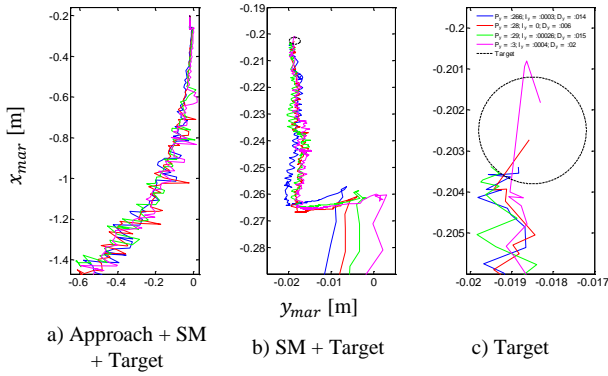 -0.2
-0.4
-0.6
-0.8
-1
-1.2
-1.4
-0.6 -0.4 -0.2 0
x_mar [m]
a) Approach + SM
+ Target
-0.2
-0.21
-0.22
-0.23
-0.24
-0.25
-0.26
-0.27
-0.28
-0.02 -0.01 0
y_mar [m]
b) SM + Target
-0.2
-0.201
-0.202
-0.203
-0.204
-0.205
-0.02 -0.019 -0.018 -0.017
P_y = .266; I_y = .0003; D_y = .014
P_y = .28; I_y = 0; D_y = .006
P_y = .29; I_y = .00026; D_y = .015
P_y = .3; I_y = .0004; D_y = .02
Target
c) Target